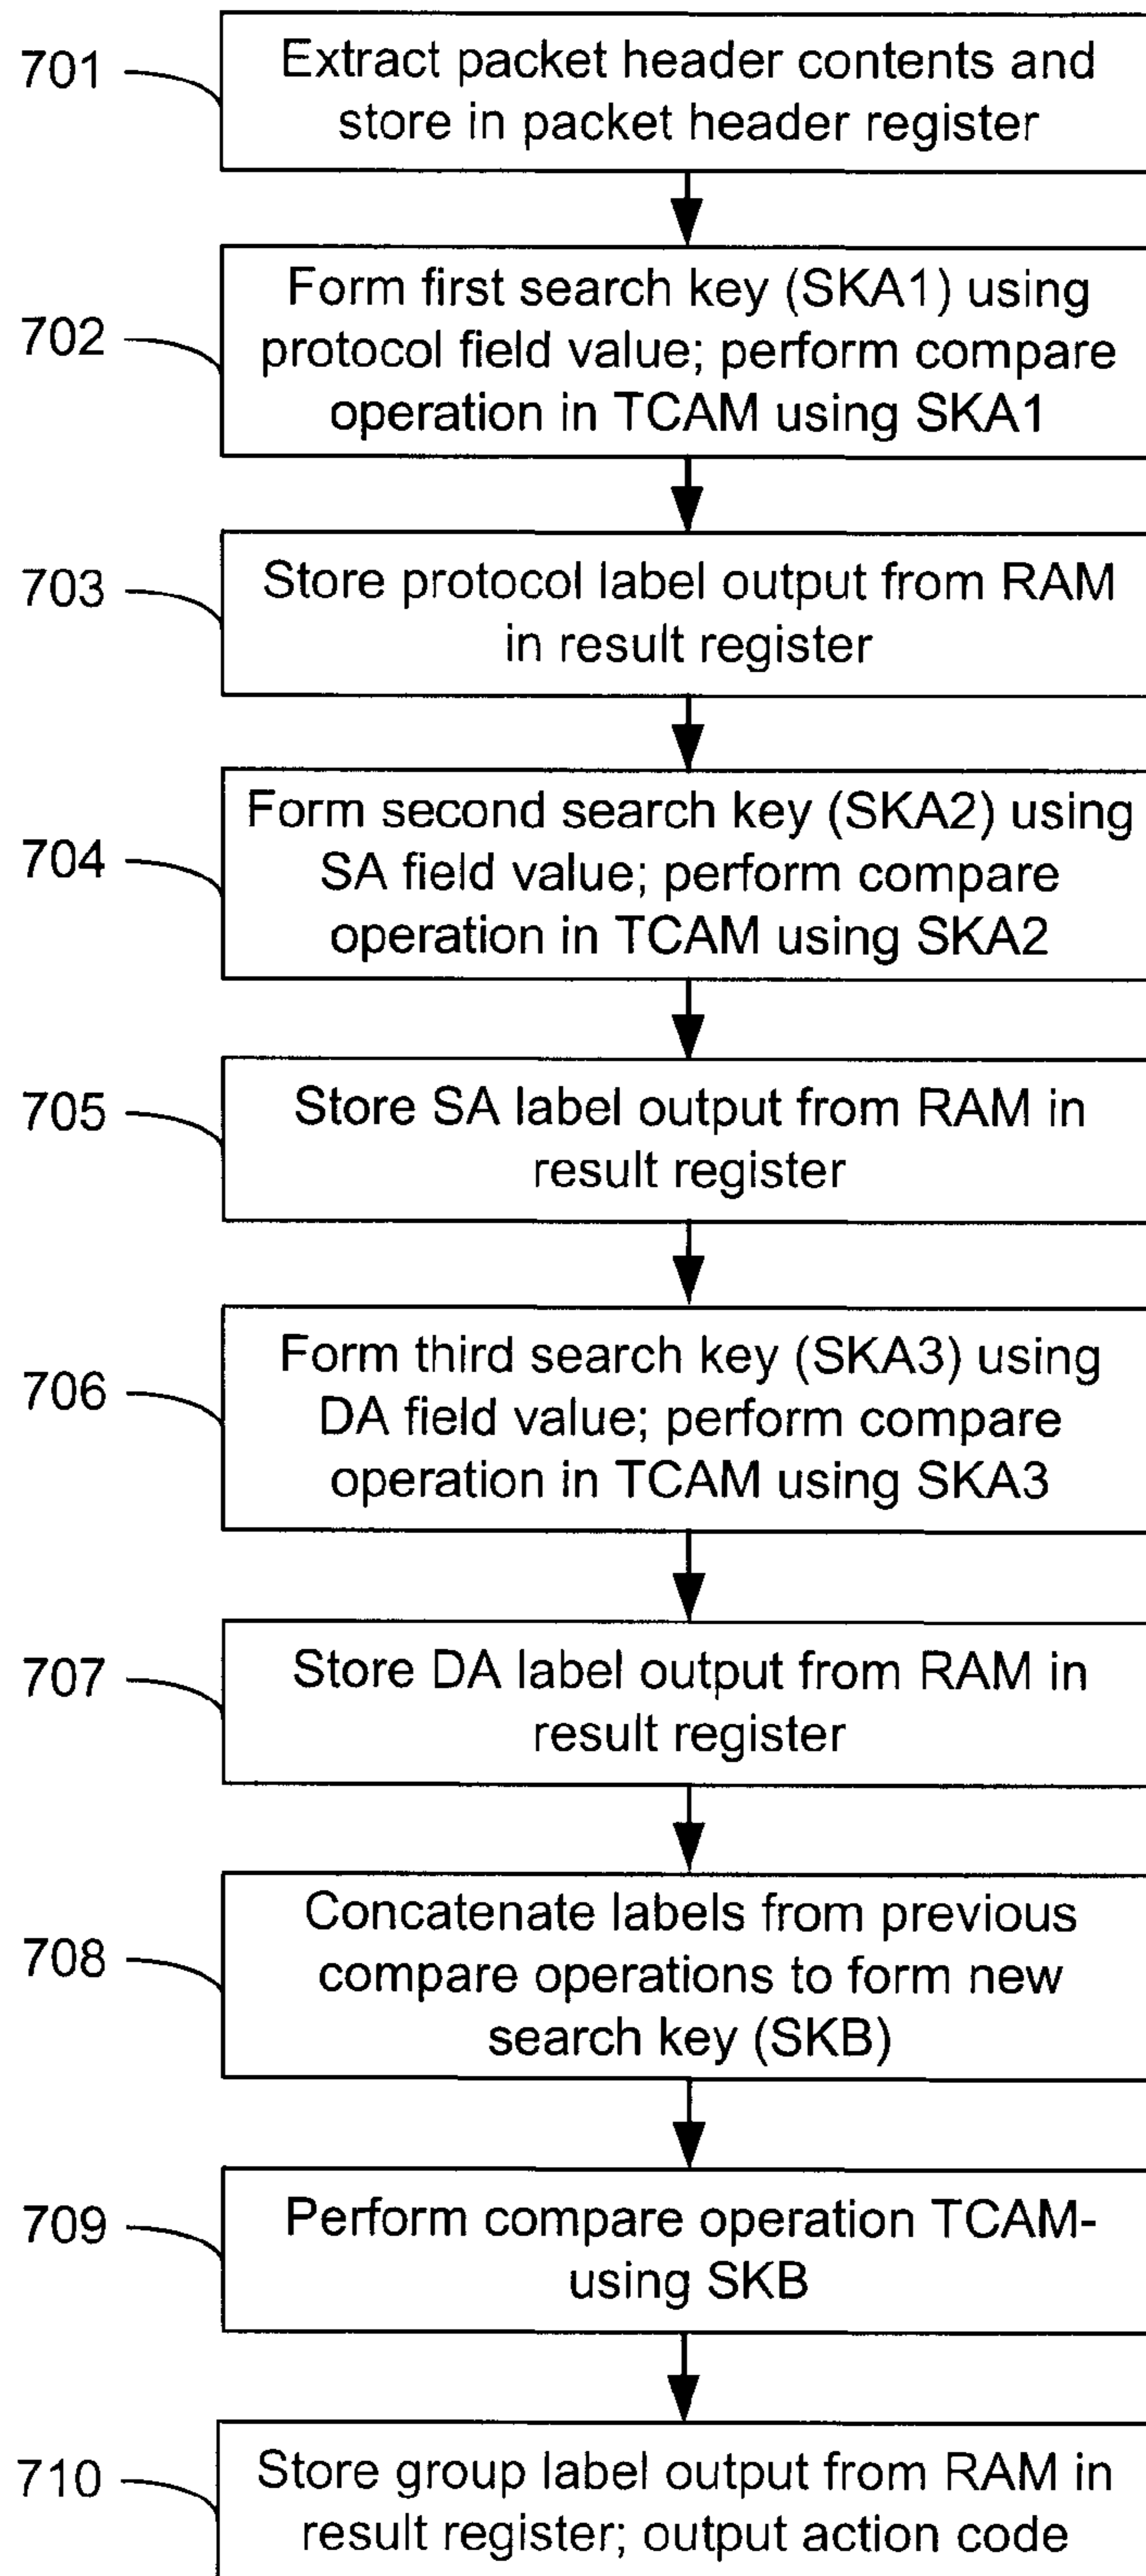 701
Extract packet header contents and
store in packet header register
702
Form first search key (SKA1) using
protocol field value; perform compare
operation in TCAM using SKA1
703
Store protocol label output from RAM
in result register
704
Form second search key (SKA2) using
SA field value; perform compare
operation in TCAM using SKA2
705
Store SA label output from RAM in
result register
706
Form third search key (SKA3) using
DA field value; perform compare
operation in TCAM using SKA3
707
Store DA label output from RAM in
result register
708
Concatenate labels from previous
compare operations to form new
search key (SKB)
709
Perform compare operation TCAM-
using SKB
710
Store group label output from RAM in
result register; output action code